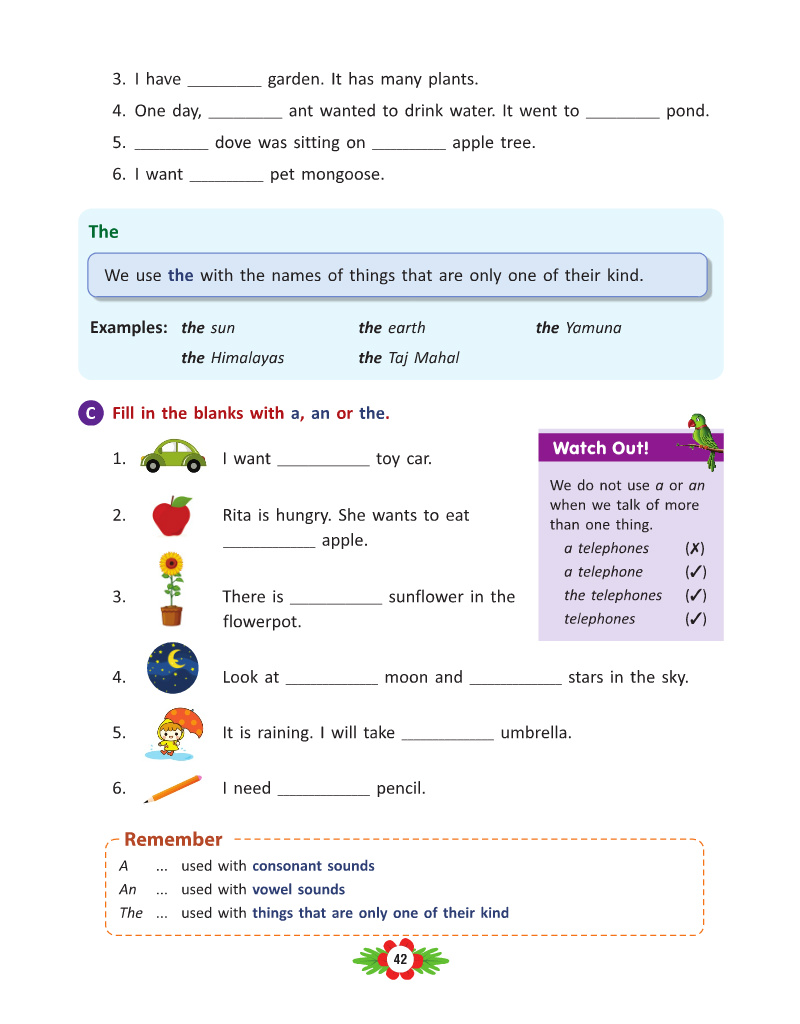 3. I have ________ garden. It has many plants.
4. One day, ________ ant wanted to drink water. It went to ________ pond.
5. ________ dove was sitting on ________ apple tree.
6. I want ________ pet mongoose.
The
We use the with the names of things that are only one of their kind.
Examples: the sun the earth the Yamuna
the Himalayas the Taj Mahal
C Fill in the blanks with a, an or the.
1. I want __________ toy car.
2. Rita is hungry. She wants to eat
__________ apple.
3. There is __________ sunflower in the
flowerpot.
Watch Out!
We do not use a or an
when we talk of more
than one thing.
a telephones (✗)
a telephone (✓)
the telephones (✓)
telephones (✓)
4. Look at __________ moon and __________ stars in the sky.
5. It is raining. I will take __________ umbrella.
6. I need __________ pencil.
Remember
A ... used with consonant sounds
An ... used with vowel sounds
The ... used with things that are only one of their kind
42